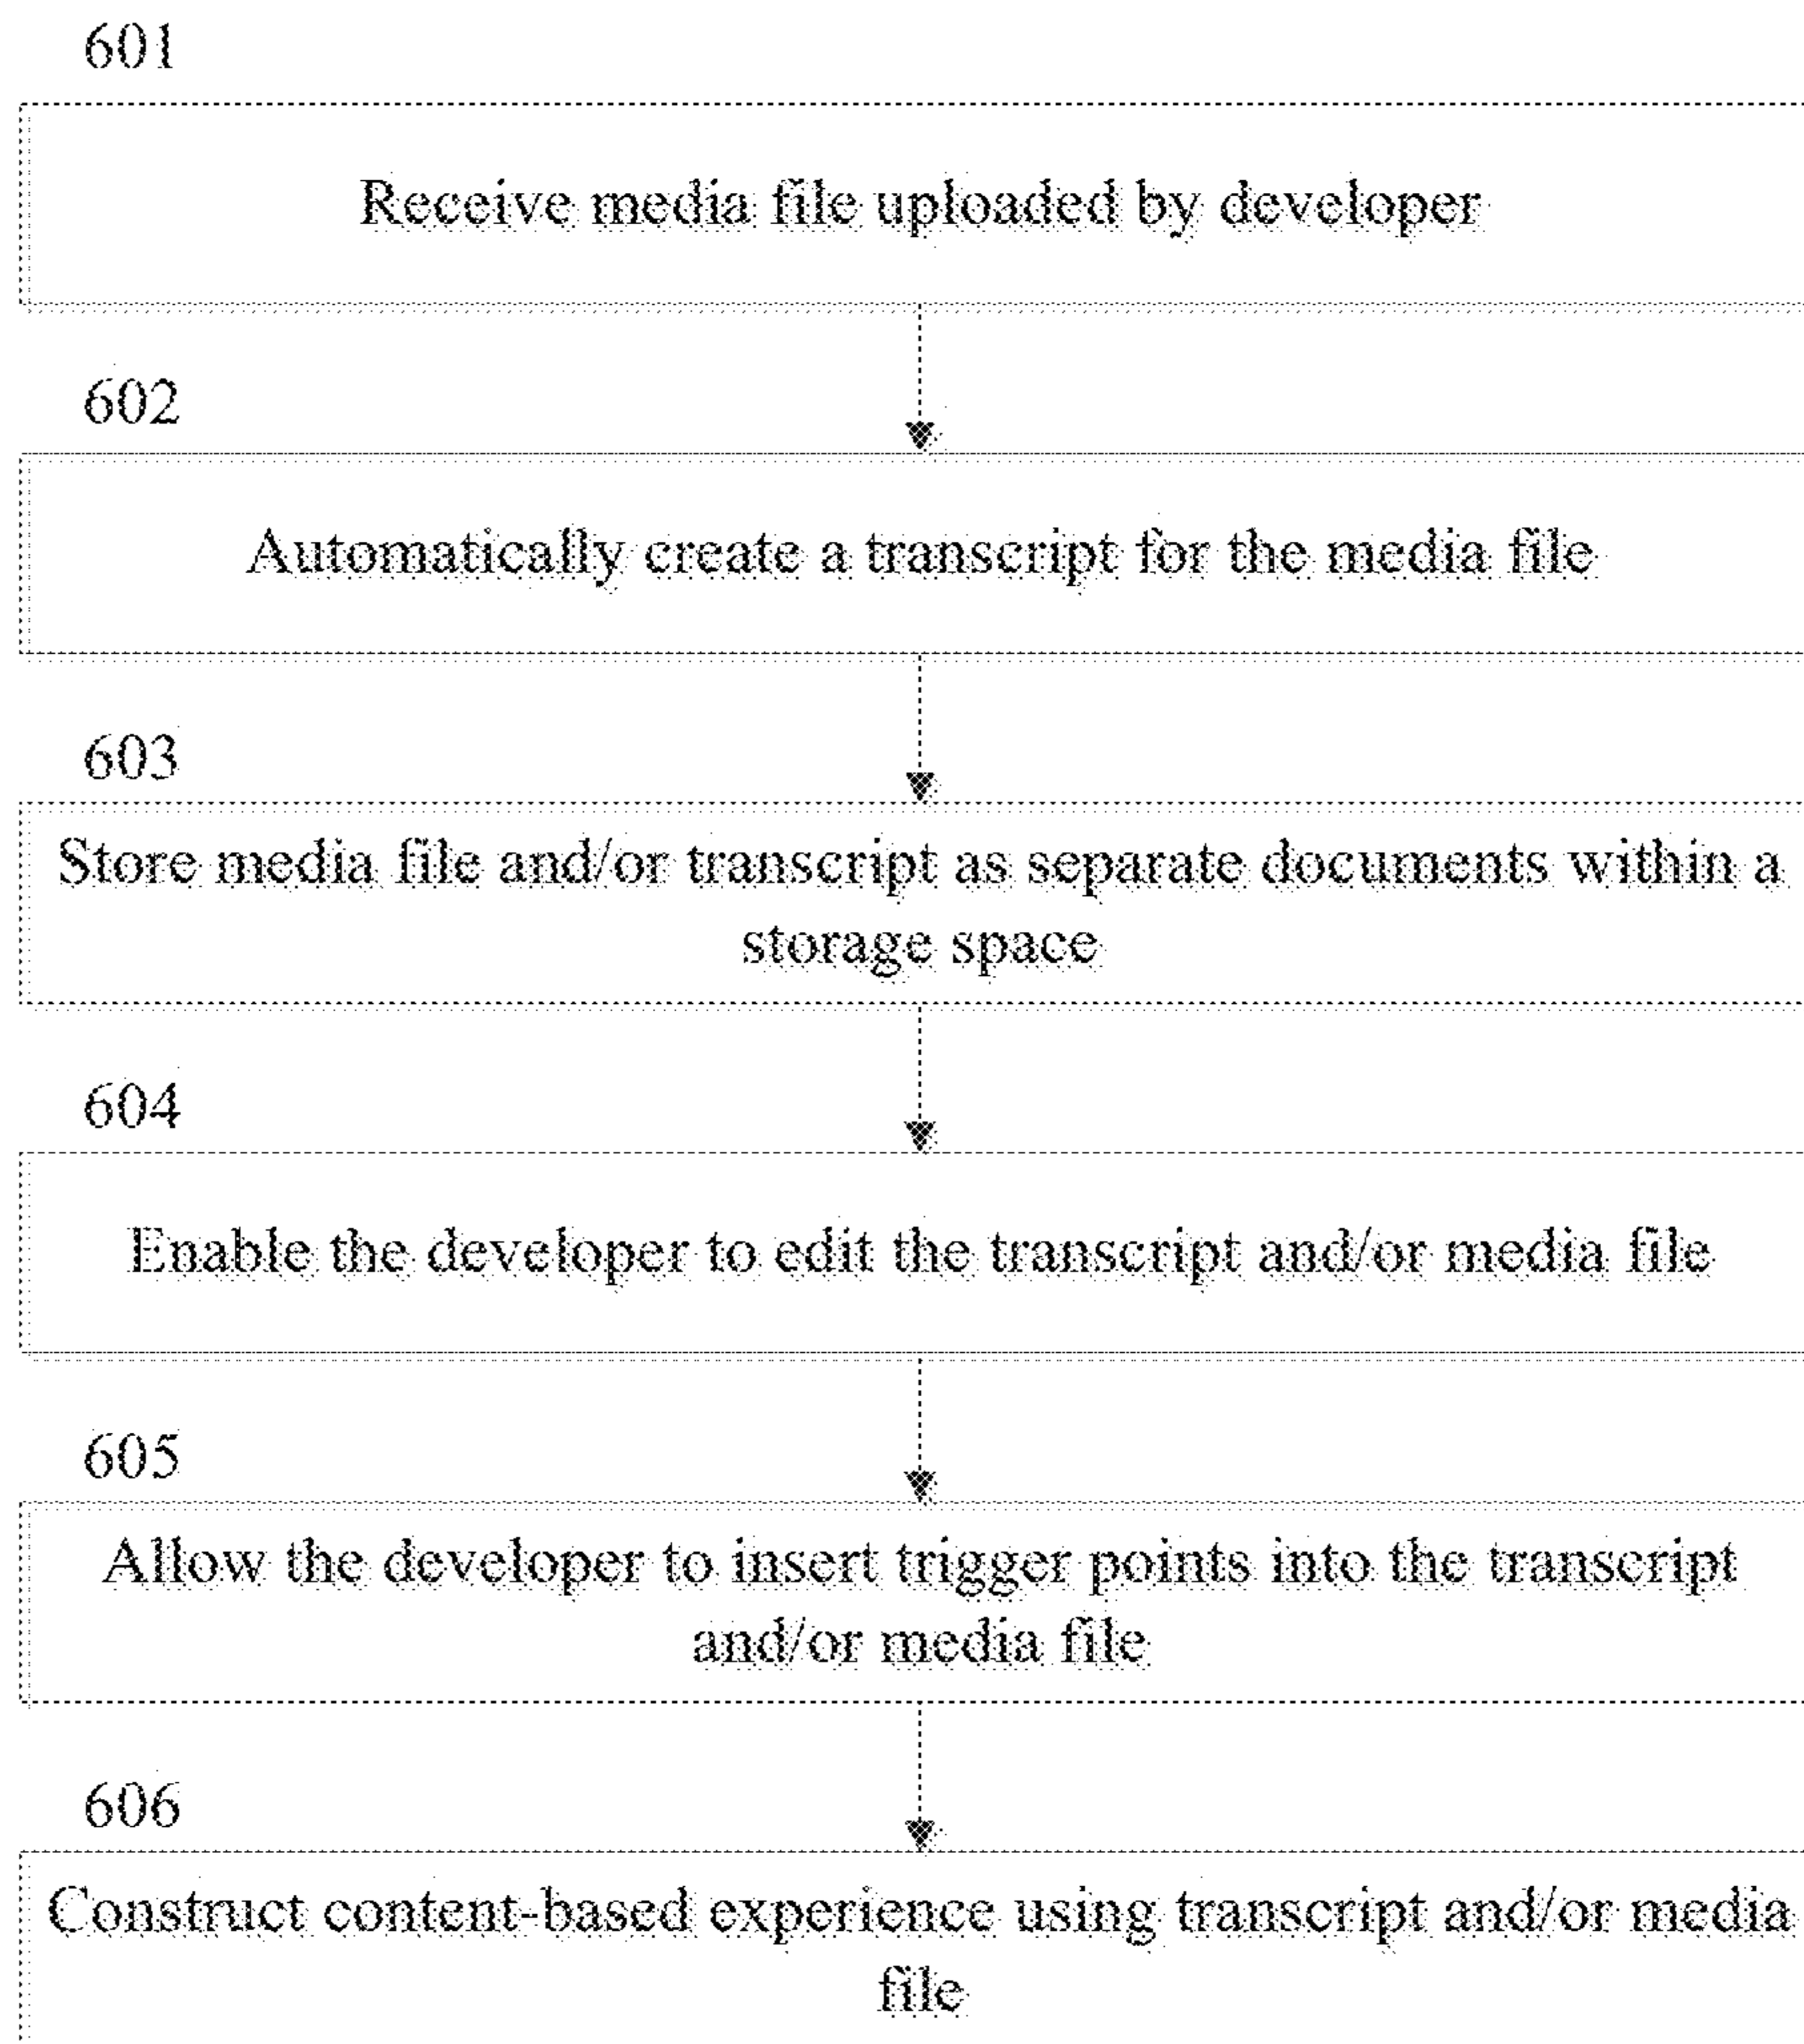 601
Receive media file uploaded by developer
602
Automatically create a transcript for the media file
603
Store media file and/or transcript as separate documents within a
storage space
604
Enable the developer to edit the transcript and/or media file
605
Allow the developer to insert trigger points into the transcript
and/or media file
606
Construct content-based experience using transcript and/or media
file